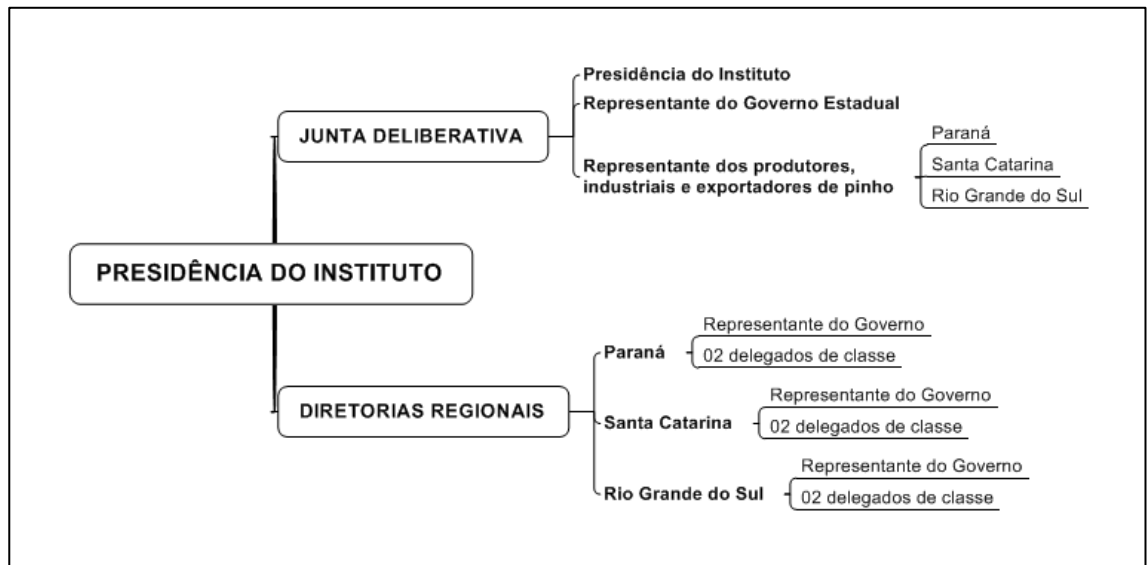 PRESIDÊNCIA DO INSTITUTO
JUNTA DELIBERATIVA
Presidência do Instituto
Representante do Governo Estadual
Representante dos produtores,
industriais e exportadores de pinho
Paraná
Santa Catarina
Rio Grande do Sul
DIRETORIAS REGIONAIS
Paraná
Representante do Governo
02 delegados de classe
Santa Catarina
Representante do Governo
02 delegados de classe
Rio Grande do Sul
Representante do Governo
02 delegados de classe